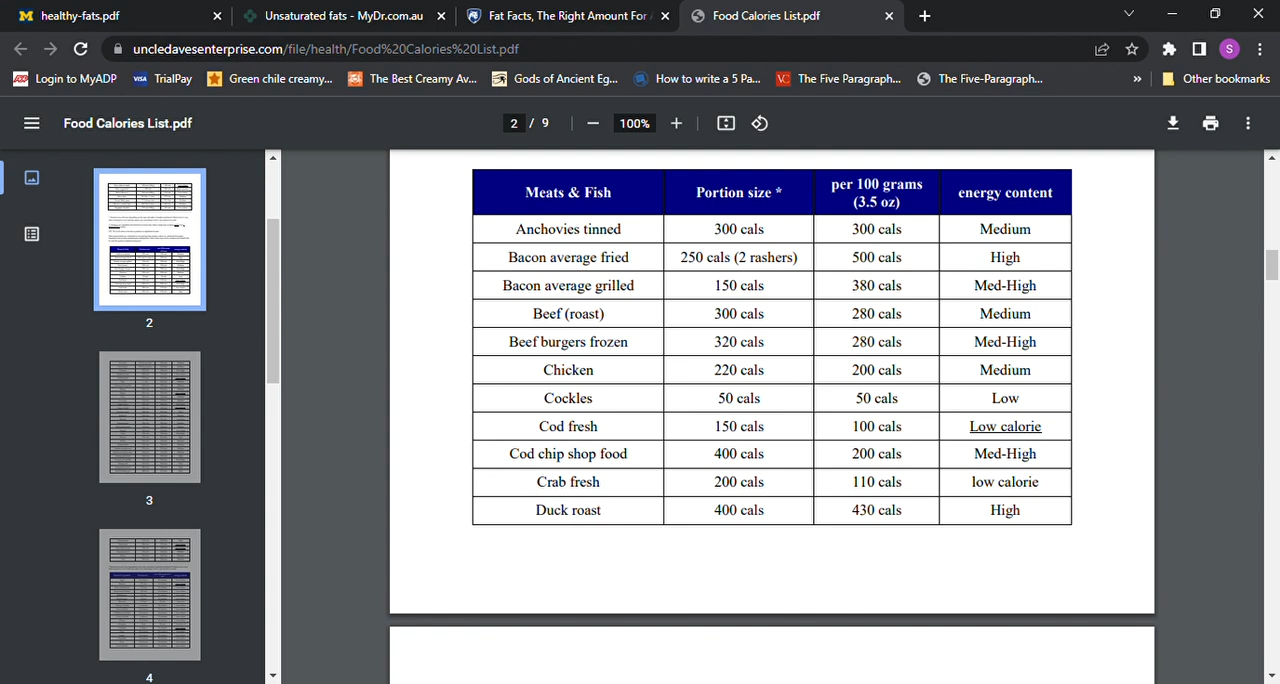 healthy-fats.pdf
Unsaturated fats - MyDr.com.au
Fat Facts, The Right Amount For
Food Calories List.pdf
uncledavesenterprise.com/file/health/Food%20Calories%20List.pdf
S
Login to MyADP
VISA TrialPay
Green chile creamy...
The Best Creamy Av...
Gods of Ancient Eg...
How to write a 5 Pa...
VC The Five Paragraph...
The Five-Paragraph...
»
Other bookmarks
Food Calories List.pdf
2 / 9
100%
Meats & Fish Portion size * per 100 grams (3.5 oz) energy content
Anchovies tinned 300 cals 300 cals Medium
Bacon average fried 250 cals (2 rashers) 500 cals High
Bacon average grilled 150 cals 380 cals Med-High
Beef (roast) 300 cals 280 cals Medium
Beef burgers frozen 320 cals 280 cals Med-High
Chicken 220 cals 200 cals Medium
Cockles 50 cals 50 cals Low
Cod fresh 150 cals 100 cals Low calorie
Cod chip shop food 400 cals 200 cals Med-High
Crab fresh 200 cals 110 cals low calorie
Duck roast 400 cals 430 cals High
2
3
4